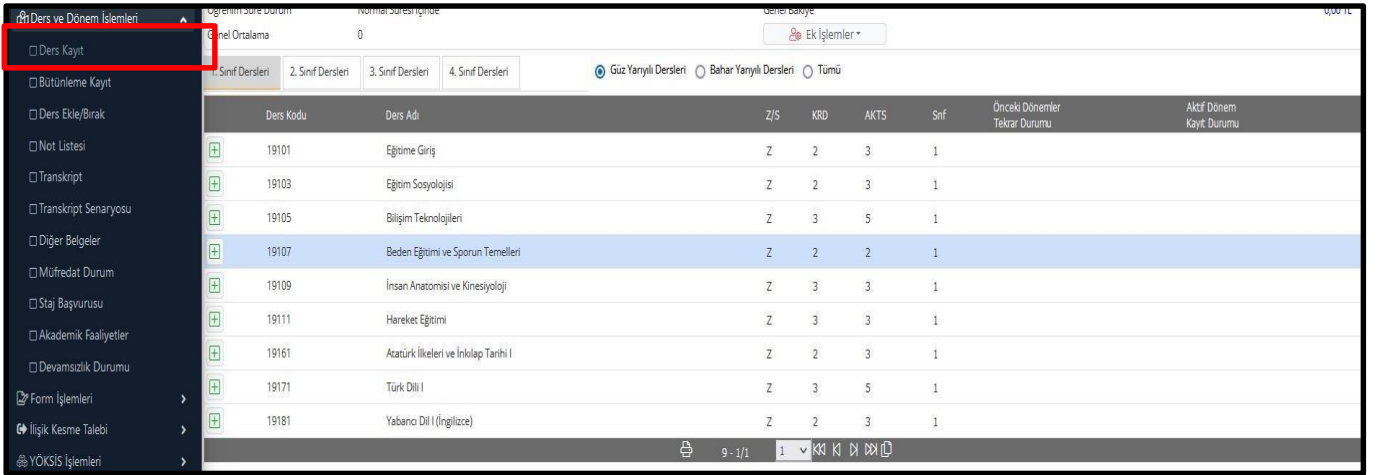 Ders ve Dönem İşlemleri
Ders Kayıt
Bütünleme Kayıt
Ders Ekle/Bırak
Not Listesi
Transkript
Transkript Senaryosu
Diğer Belgeler
Müfredat Durum
Staj Başvurusu
Akademik Faaliyetler
Devamsızlık Durumu
Form İşlemleri
İlişik Kesme Talebi
YÖKSİS İşlemleri
Öğrenim Süre Durum Normal Süresi İçinde Genel Bakiye 0,00 TL
Genel Ortalama 0 Ek İşlemler
1. Sınıf Dersleri 2. Sınıf Dersleri 3. Sınıf Dersleri 4. Sınıf Dersleri Güz Yarıyılı Dersleri Bahar Yarıyılı Dersleri Tümü
Ders Kodu Ders Adı Z/S KRD AKTS Snf Önceki Dönemler Tekrar Durumu Aktif Dönem Kayıt Durumu
19101 Eğitime Giriş Z 2 3 1
19103 Eğitim Sosyolojisi Z 2 3 1
19105 Bilişim Teknolojileri Z 3 5 1
19107 Beden Eğitimi ve Sporun Temelleri Z 2 2 1
19109 İnsan Anatomisi ve Kinesiyoloji Z 3 3 1
19111 Hareket Eğitimi Z 3 3 1
19161 Atatürk İlkeleri ve İnkılap Tarihi I Z 2 3 1
19171 Türk Dili I Z 3 5 1
19181 Yabancı Dil I (İngilizce) Z 2 3 1
9 - 1/1 1